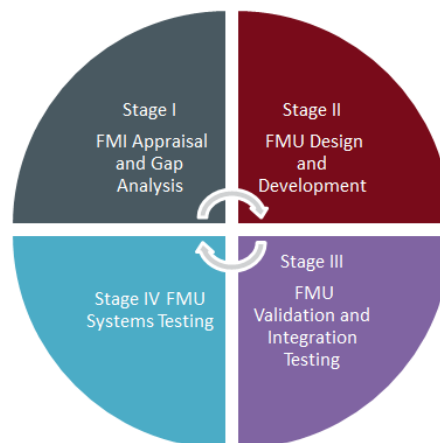 Stage I
FMI Appraisal
and Gap
Analysis
Stage II
FMU Design
and
Development
Stage III
FMU
Validation and
Integration
Testing
Stage IV FMU
Systems Testing